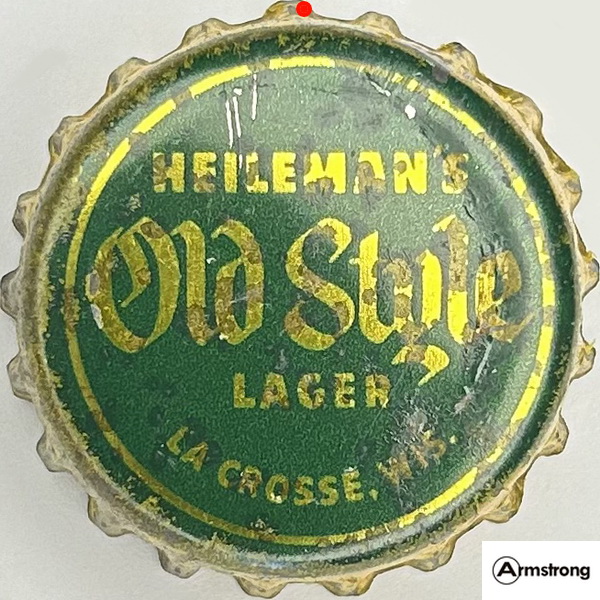 HEILEMAN'S
Old Style
LAGER
LA CROSSE, WIS.
Armstrong